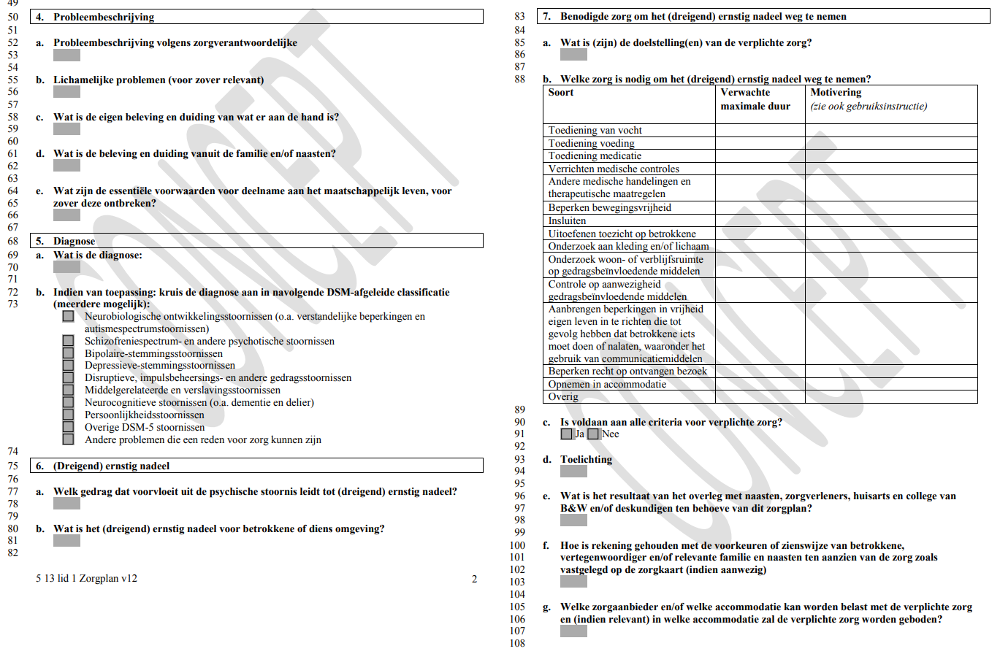 49
50 4. Probleembeschrijving
51
52 a. Probleembeschrijving volgens zorgverantwoordelijke
53
54
55 b. Lichamelijke problemen (voor zover relevant)
56
57
58 c. Wat is de eigen beleving en duiding van wat er aan de hand is?
59
60
61 d. Wat is de beleving en duiding vanuit de familie en/of naasten?
62
63
64 e. Wat zijn de essentiële voorwaarden voor deelname aan het maatschappelijk leven, voor
65 zover deze ontbreken?
66
67
68 5. Diagnose
69 a. Wat is de diagnose:
70
71
72 b. Indien van toepassing: kruis de diagnose aan in navolgende DSM-afgeleide classificatie
73 (meerdere mogelijk):
Neurobiologische ontwikkelingsstoornissen (o.a. verstandelijke beperkingen en
autismespectrumstoornissen)
Schizofreniespectrum- en andere psychotische stoornissen
Bipolaire-stemmingsstoornissen
Depressieve-stemmingsstoornissen
Disruptieve, impulsbeheersings- en andere gedragsstoornissen
Middelgerelateerde en verslavingsstoornissen
Neurocognitieve stoornissen (o.a. dementie en delier)
Persoonlijkheidsstoornissen
Overige DSM-5 stoornissen
Andere problemen die een reden voor zorg kunnen zijn
74
75 6. (Dreigend) ernstig nadeel
76
77 a. Welk gedrag dat voorvloeit uit de psychische stoornis leidt tot (dreigend) ernstig nadeel?
78
79
80 b. Wat is het (dreigend) ernstig nadeel voor betrokkene of diens omgeving?
81
82
5 13 lid 1 Zorgplan v12 2
CONCEPT
83 7. Benodigde zorg om het (dreigend) ernstig nadeel weg te nemen
84
85 a. Wat is (zijn) de doelstelling(en) van de verplichte zorg?
86
87
88 b. Welke zorg is nodig om het (dreigend) ernstig nadeel weg te nemen?
Soort Verwachte Motivering
maximale duur (zie ook gebruiksinstructie)
Toediening van vocht
Toediening voeding
Toediening medicatie
Verrichten medische controles
Andere medische handelingen en
therapeutische maatregelen
Beperken bewegingsvrijheid
Insluiten
Uitoefenen toezicht op betrokkene
Onderzoek aan kleding en/of lichaam
Onderzoek woon- of verblijfsruimte
op gedragsbeïnvloedende middelen
Controle op aanwezigheid
gedragsbeïnvloedende middelen
Aanbrengen beperkingen in vrijheid
eigen leven in te richten die tot
gevolg hebben dat betrokkene iets
moet doen of nalaten, waaronder het
gebruik van communicatiemiddelen
Beperken recht op ontvangen bezoek
Opnemen in accommodatie
Overig
89
90 c. Is voldaan aan alle criteria voor verplichte zorg?
91 Ja Nee
92
93 d. Toelichting
94
95
96 e. Wat is het resultaat van het overleg met naasten, zorgverleners, huisarts en college van
97 B&W en/of deskundigen ten behoeve van dit zorgplan?
98
99
100 f. Hoe is rekening gehouden met de voorkeuren of zienswijze van betrokkene,
101 vertegenwoordiger en/of relevante familie en naasten ten aanzien van de zorg zoals
102 vastgelegd op de zorgkaart (indien aanwezig)
103
104
105 g. Welke zorgaanbieder en/of welke accommodatie kan worden belast met de verplichte zorg
106 en (indien relevant) in welke accommodatie zal de verplichte zorg worden geboden?
107
108
CONCEPT